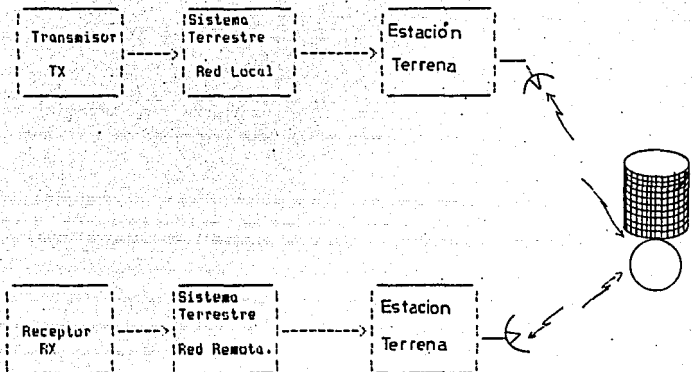 Transmisor
TX
Sistema
Terrestre
Red Local
Estación
Terrena
Receptor
RX
Sistema
Terrestre
Red Remota.
Estacion
Terrena